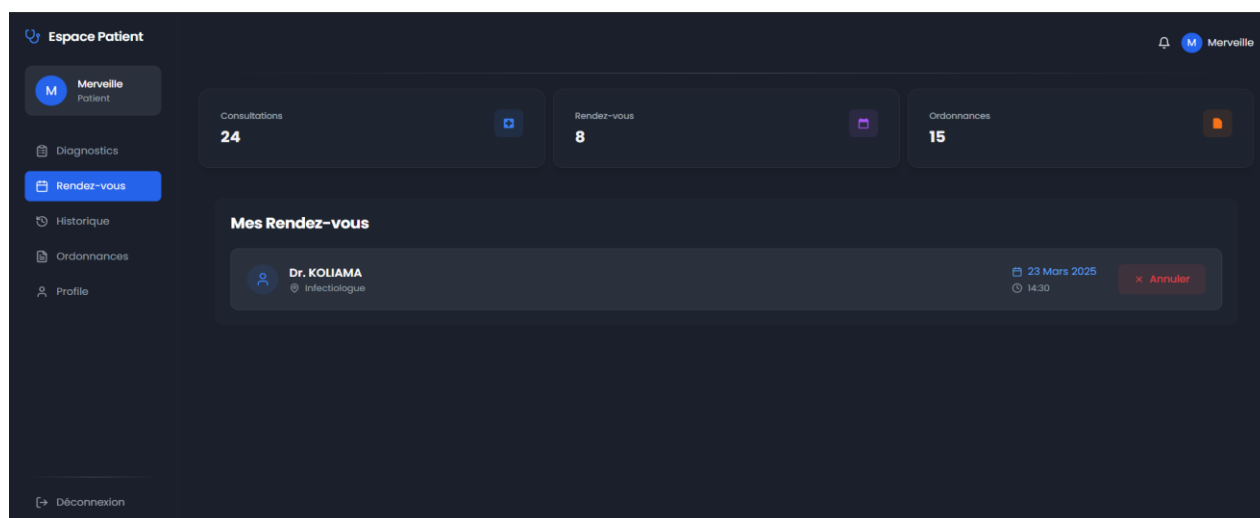 Espace Patient
M Merveille
M
Merveille
Patient
Consultations
24
Rendez-vous
8
Ordonnances
15
Diagnostics
Rendez-vous
Historique
Ordonnances
Profile
Mes Rendez-vous
Dr. KOLIAMA
Infectiologue
23 Mars 2025
14:30
× Annuler
Déconnexion